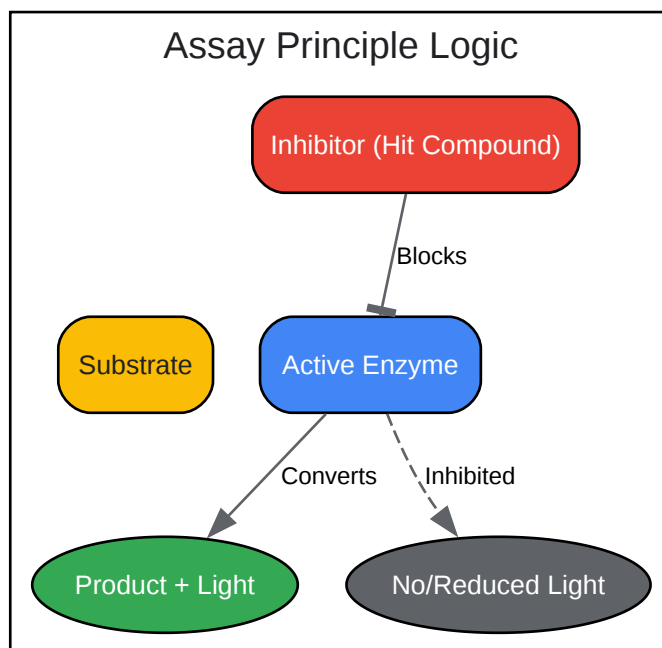 Assay Principle Logic
Inhibitor (Hit Compound)
Blocks
Substrate
Active Enzyme
Converts
Inhibited
Product + Light
No/Reduced Light